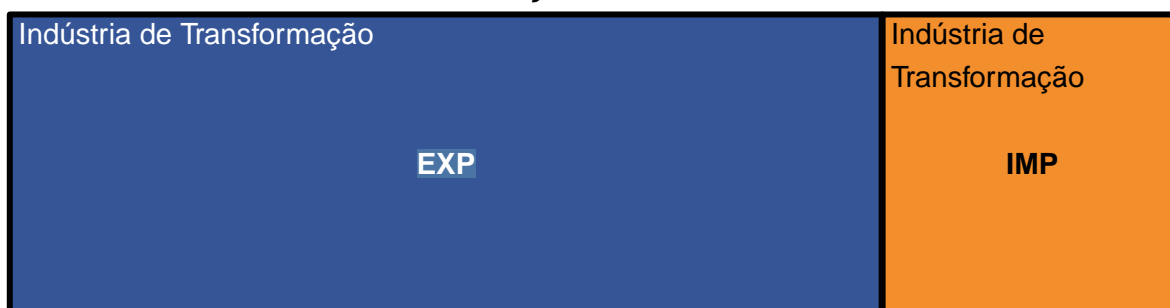 Indústria de Transformação
EXP
Indústria de
Transformação
IMP